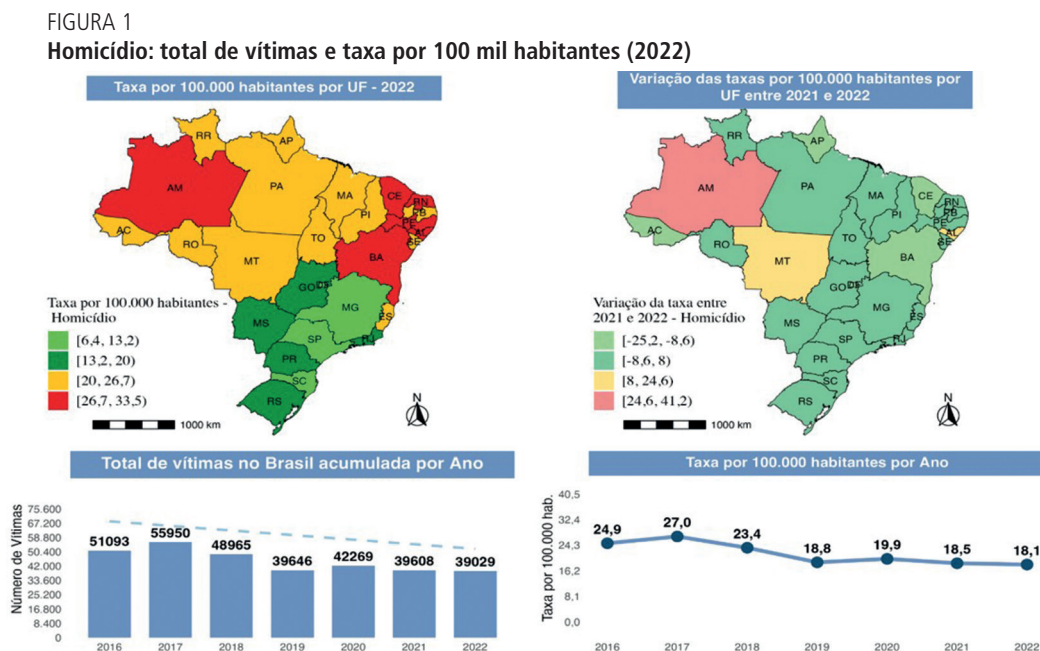 FIGURA 1
Homicídio: total de vítimas e taxa por 100 mil habitantes (2022)
Taxa por 100.000 habitantes por UF - 2022
RR
AP
AM
PA
MA
CE
RN
PB
PI
PE
AL
SE
AC
RO
TO
BA
MT
GO
DF
MG
ES
MS
SP
RJ
PR
SC
RS
Taxa por 100.000 habitantes -
Homicídio
[6,4, 13,2)
[13,2, 20)
[20, 26,7)
[26,7, 33,5)
1000 km
N
Variação das taxas por 100.000 habitantes por
UF entre 2021 e 2022
RR
AP
AM
PA
MA
CE
RN
PB
PI
PE
AL
SE
AC
RO
TO
BA
MT
GO
DF
MG
ES
MS
SP
RJ
PR
SC
RS
Variação da taxa entre
2021 e 2022 - Homicídio
[-25,2, -8,6)
[-8,6, 8)
[8, 24,6)
[24,6, 41,2)
1000 km
N
Total de vítimas no Brasil acumulada por Ano
Número de Vítimas
75.600
67.200
58.800
50.400
42.000
33.600
25.200
16.800
8.400
0
51093
55950
48965
39646
42269
39608
39029
2016
2017
2018
2019
2020
2021
2022
Taxa por 100.000 habitantes por Ano
Taxa por 100.000 hab.
40,5
32,4
24,3
16,2
8,1
0,0
24,9
27,0
23,4
18,8
19,9
18,5
18,1
2016
2017
2018
2019
2020
2021
2022